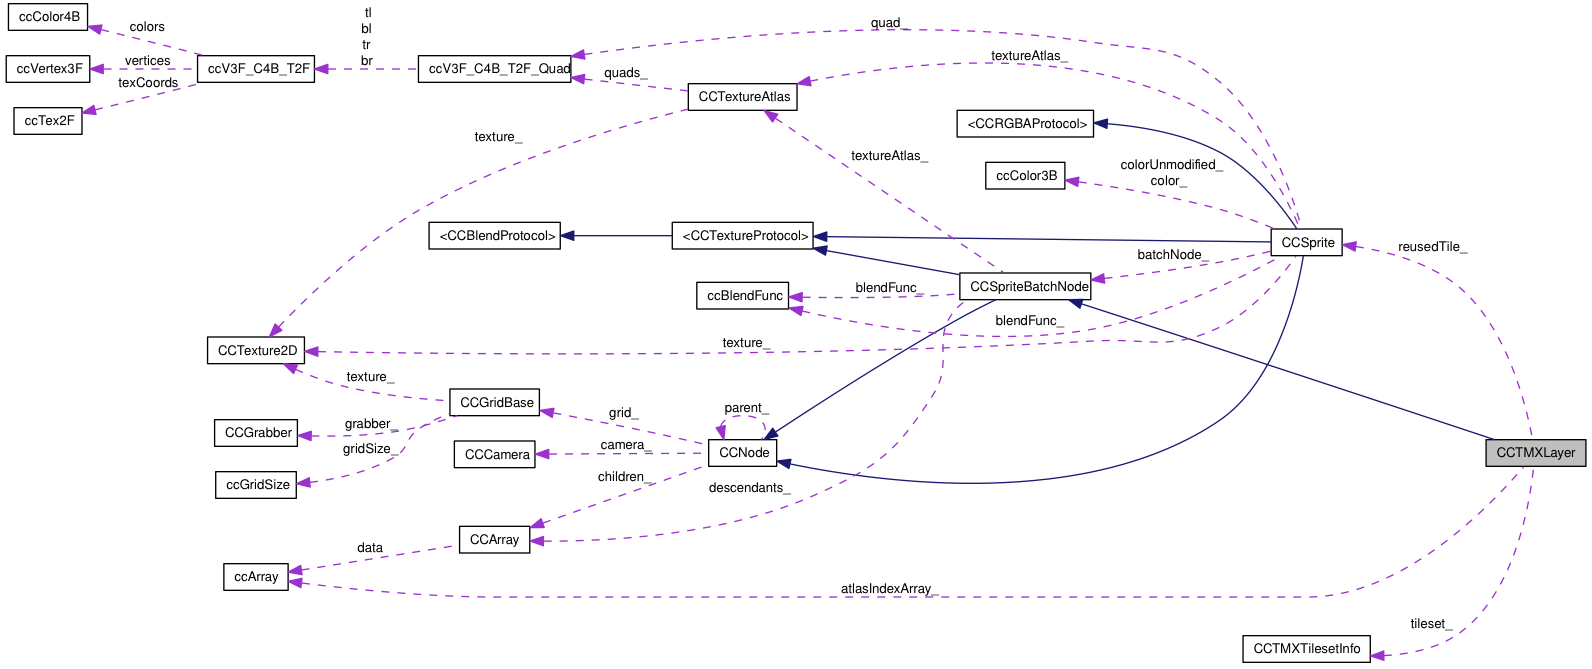 ccColor4B
colors
tl
bl
tr
br
quad_
ccVertex3F
vertices
ccV3F_C4B_T2F
ccV3F_C4B_T2F_Quad
textureAtlas_
quads_
texCoords
CCTextureAtlas
ccTex2F
<CCRGBAProtocol>
texture_
textureAtlas_
colorUnmodified_
color_
ccColor3B
<CCBlendProtocol>
<CCTextureProtocol>
CCSprite
reusedTile_
batchNode_
CCSpriteBatchNode
blendFunc_
ccBlendFunc
blendFunc_
CCTexture2D
texture_
texture_
CCGridBase
parent_
grid_
grabber_
CCGrabber
gridSize_
CCCamera
camera_
CCNode
CCTMXLayer
children_
ccGridSize
descendants_
CCArray
data
ccArray
atlasIndexArray_
tileset_
CCTMXTilesetInfo